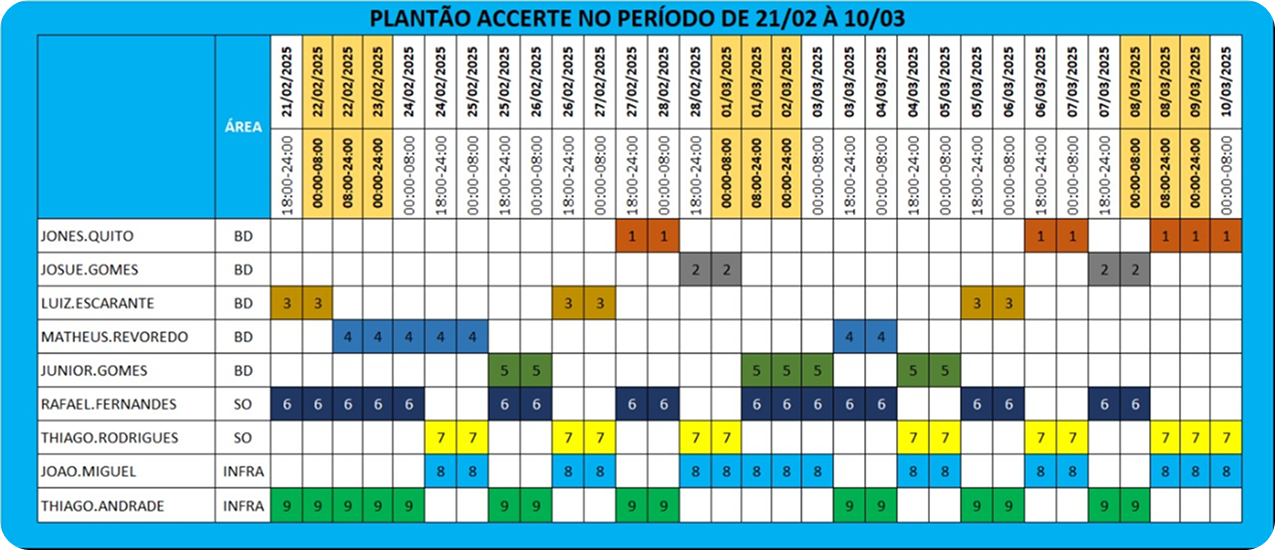 PLANTÃO ACCERTE NO PERÍODO DE 21/02 À 10/03
ÁREA 21/02/2025 22/02/2025 22/02/2025 23/02/2025 24/02/2025 24/02/2025 25/02/2025 25/02/2025 26/02/2025 26/02/2025 27/02/2025 27/02/2025 28/02/2025 28/02/2025 01/03/2025 01/03/2025 02/03/2025 03/03/2025 03/03/2025 04/03/2025 04/03/2025 05/03/2025 05/03/2025 06/03/2025 06/03/2025 07/03/2025 07/03/2025 08/03/2025 08/03/2025 09/03/2025 10/03/2025
18:00-24:00 00:00-08:00 08:00-24:00 00:00-24:00 00:00-08:00 18:00-24:00 00:00-08:00 18:00-24:00 00:00-08:00 18:00-24:00 00:00-08:00 18:00-24:00 00:00-08:00 18:00-24:00 00:00-08:00 08:00-24:00 00:00-24:00 00:00-08:00 18:00-24:00 00:00-08:00 18:00-24:00 00:00-08:00 18:00-24:00 00:00-08:00 18:00-24:00 00:00-08:00 18:00-24:00 00:00-08:00 08:00-24:00 00:00-24:00 00:00-08:00
JONES.QUITO BD 1 1 1 1 1 1 1
JOSUE.GOMES BD 2 2 2 2
LUIZ.ESCARANTE BD 3 3 3 3 3 3
MATHEUS.REVOREDO BD 4 4 4 4 4 4 4
JUNIOR.GOMES BD 5 5 5 5 5 5 5
RAFAEL.FERNANDES SO 6 6 6 6 6 6 6 6 6 6 6 6 6 6 6 6 6 6
THIAGO.RODRIGUES SO 7 7 7 7 7 7 7 7 7 7 7 7 7
JOAO.MIGUEL INFRA 8 8 8 8 8 8 8 8 8 8 8 8 8 8 8 8
THIAGO.ANDRADE INFRA 9 9 9 9 9 9 9 9 9 9 9 9 9 9 9